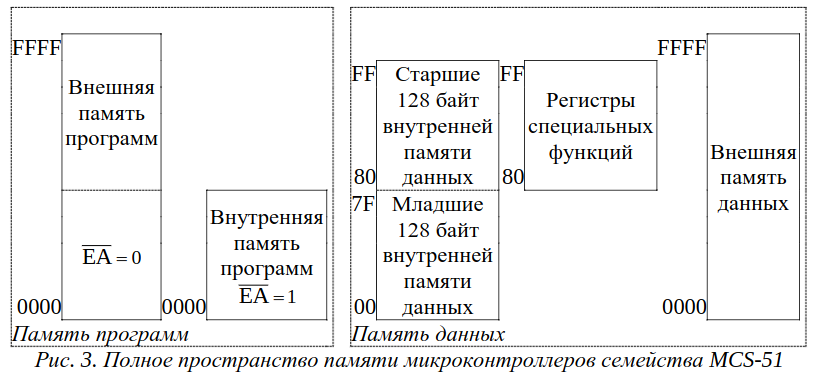 FFFF
Внешняя
память
программ
EA = 0
0000
Внутренняя
память
программ
EA = 1
0000
Память программ
FF
Старшие
128 байт
внутренней
памяти
данных
80
7F
Младшие
128 байт
внутренней
памяти
данных
00
FF
Регистры
специальных
функций
80
FFFF
Внешняя
память
данных
0000
Память данных
Рис. 3. Полное пространство памяти микроконтроллеров семейства MCS-51